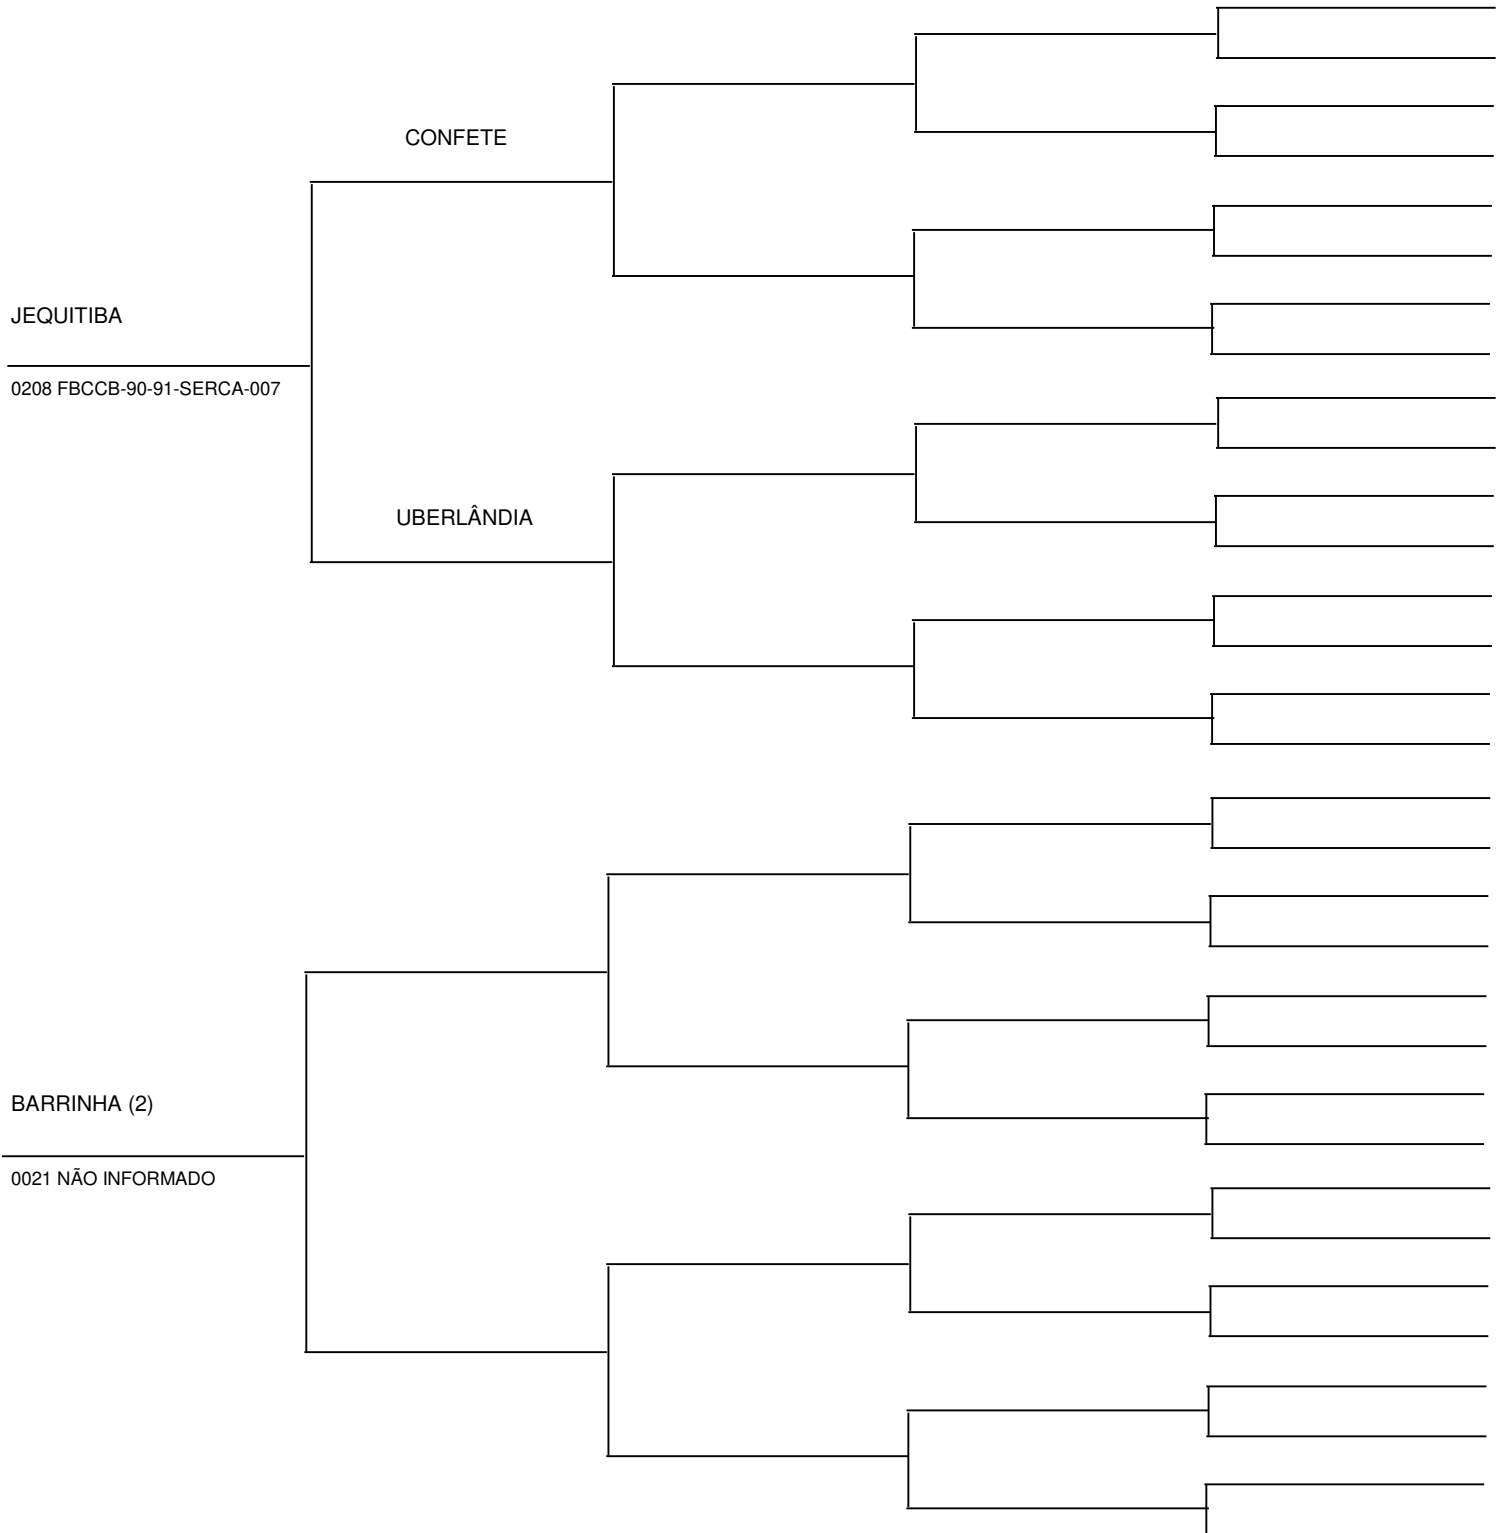 CONFETE
JEQUITIBA
0208 FBCCB-90-91-SERCA-007
UBERLÂNDIA
BARRINHA (2)
0021 NÃO INFORMADO